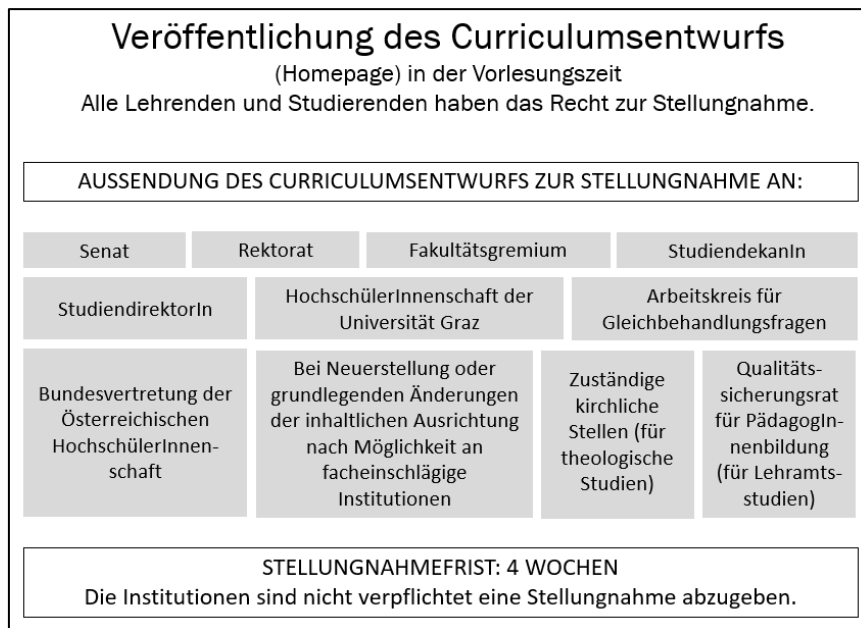 Veröffentlichung des Curriculumsentwurfs
(Homepage) in der Vorlesungszeit
Alle Lehrenden und Studierenden haben das Recht zur Stellungnahme.
AUSSENDUNG DES CURRICULUMSENTWURFS ZUR STELLUNGNAHME AN:
Senat
Rektorat
Fakultätsgremium
StudiendekanIn
StudiendirektorIn
HochschülerInnenschaft der
Universität Graz
Arbeitskreis für
Gleichbehandlungsfragen
Bundesvertretung der
Österreichischen
HochschülerInnen-
schaft
Bei Neuerstellung oder
grundlegenden Änderungen
der inhaltlichen Ausrichtung
nach Möglichkeit an
facheinschlägige
Institutionen
Zuständige
kirchliche
Stellen (für
theologische
Studien)
Qualitäts-
sicherungsrat
für PädagogIn-
nenbildung
(für Lehramts-
studien)
STELLUNGNAHMEFRIST: 4 WOCHEN
Die Institutionen sind nicht verpflichtet eine Stellungnahme abzugeben.